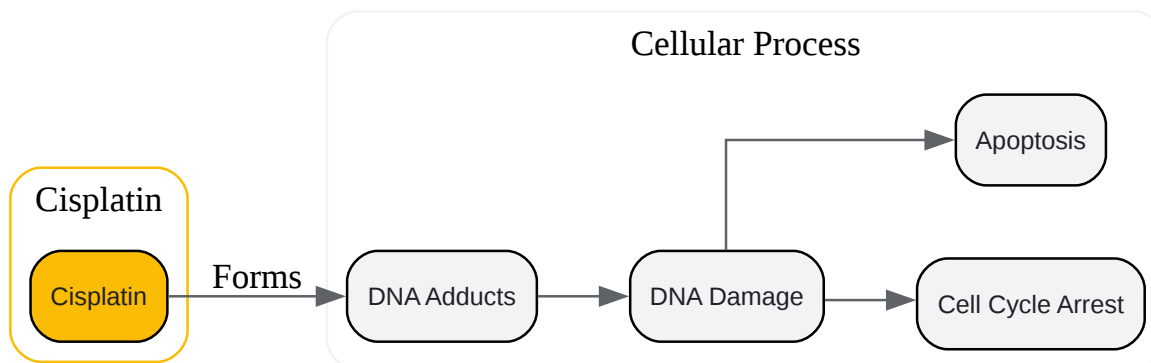 Cellular Process
Apoptosis
Cisplatin
Cisplatin
Forms
DNA Adducts
DNA Damage
Cell Cycle Arrest